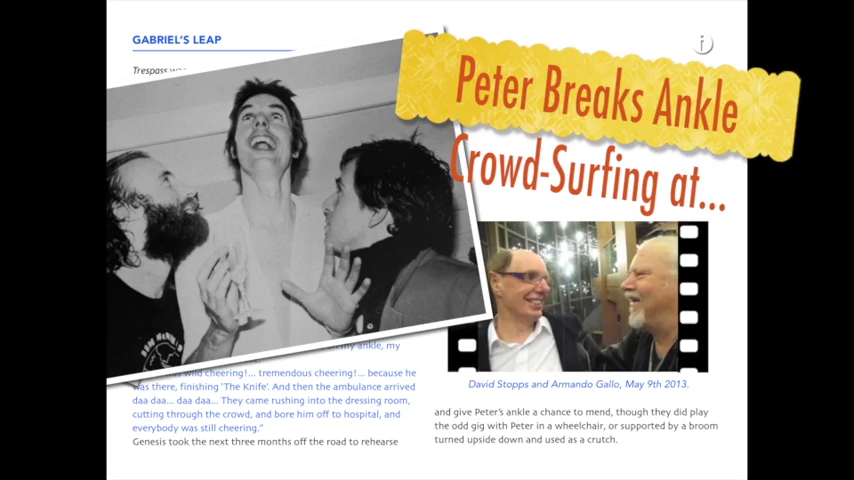 GABRIEL'S LEAP
Trespass
Peter Breaks Ankle
Crowd-Surfing at...
my ankle, my
wild cheering!... tremendous cheering!... because he
was there, finishing 'The Knife'. And then the ambulance arrived
daa daa... daa daa... They came rushing into the dressing room,
cutting through the crowd, and bore him off to hospital, and
everybody was still cheering."
Genesis took the next three months off the road to rehearse
David Stopps and Armando Gallo, May 9th 2013.
and give Peter's ankle a chance to mend, though they did play
the odd gig with Peter in a wheelchair, or supported by a broom
turned upside down and used as a crutch.